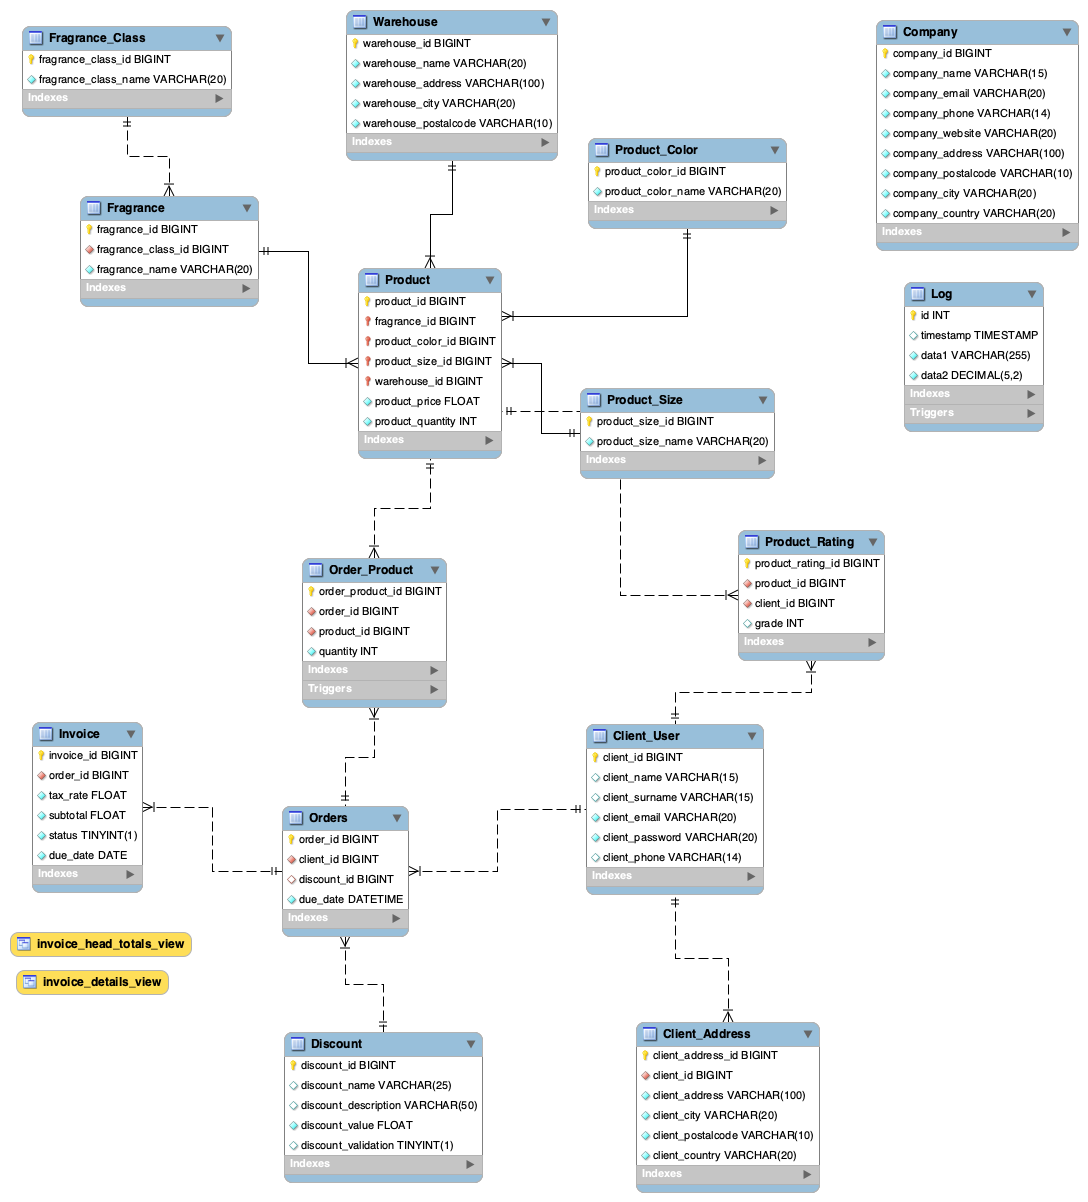 Fragrance_Class
fragrance_class_id BIGINT
fragrance_class_name VARCHAR(20)
Indexes
Warehouse
warehouse_id BIGINT
warehouse_name VARCHAR(20)
warehouse_address VARCHAR(100)
warehouse_city VARCHAR(20)
warehouse_postalcode VARCHAR(10)
Indexes
Product_Color
product_color_id BIGINT
product_color_name VARCHAR(20)
Indexes
Company
company_id BIGINT
company_name VARCHAR(15)
company_email VARCHAR(20)
company_phone VARCHAR(14)
company_website VARCHAR(20)
company_address VARCHAR(100)
company_postalcode VARCHAR(10)
company_city VARCHAR(20)
company_country VARCHAR(20)
Indexes
Fragrance
fragrance_id BIGINT
fragrance_class_id BIGINT
fragrance_name VARCHAR(20)
Indexes
Product
product_id BIGINT
fragrance_id BIGINT
product_color_id BIGINT
product_size_id BIGINT
warehouse_id BIGINT
product_price FLOAT
product_quantity INT
Indexes
Log
id INT
timestamp TIMESTAMP
data1 VARCHAR(255)
data2 DECIMAL(5,2)
Indexes
Triggers
Product_Size
product_size_id BIGINT
product_size_name VARCHAR(20)
Indexes
Product_Rating
product_rating_id BIGINT
product_id BIGINT
client_id BIGINT
grade INT
Indexes
Order_Product
order_product_id BIGINT
order_id BIGINT
product_id BIGINT
quantity INT
Indexes
Triggers
Invoice
invoice_id BIGINT
order_id BIGINT
tax_rate FLOAT
subtotal FLOAT
status TINYINT(1)
due_date DATE
Indexes
Client_User
client_id BIGINT
client_name VARCHAR(15)
client_surname VARCHAR(15)
client_email VARCHAR(20)
client_password VARCHAR(20)
client_phone VARCHAR(14)
Indexes
Orders
order_id BIGINT
client_id BIGINT
discount_id BIGINT
due_date DATETIME
Indexes
invoice_head_totals_view
invoice_details_view
Discount
discount_id BIGINT
discount_name VARCHAR(25)
discount_description VARCHAR(50)
discount_value FLOAT
discount_validation TINYINT(1)
Indexes
Client_Address
client_address_id BIGINT
client_id BIGINT
client_address VARCHAR(100)
client_city VARCHAR(20)
client_postalcode VARCHAR(10)
client_country VARCHAR(20)
Indexes